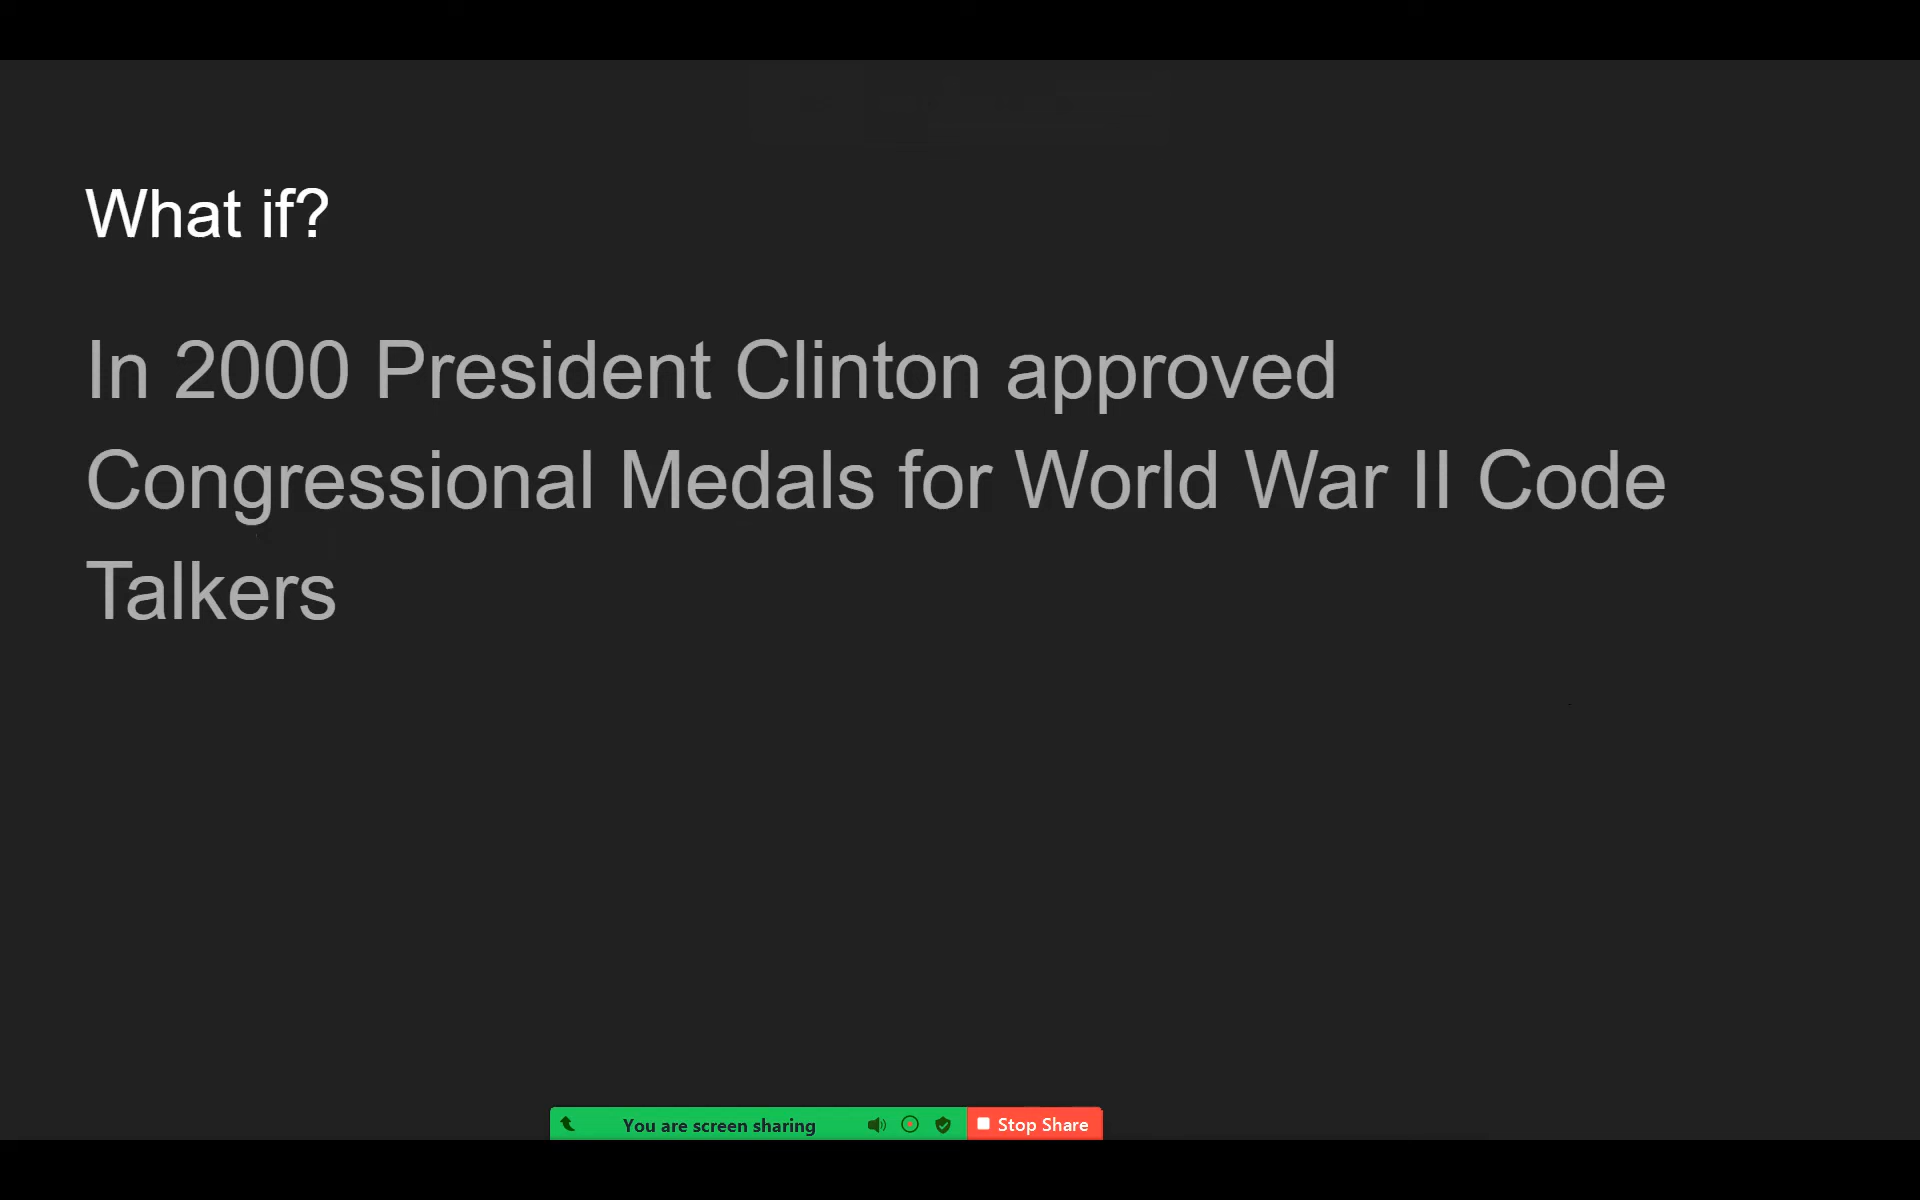 What if?
In 2000 President Clinton approved
Congressional Medals for World War II Code
Talkers
You are screen sharing
Stop Share